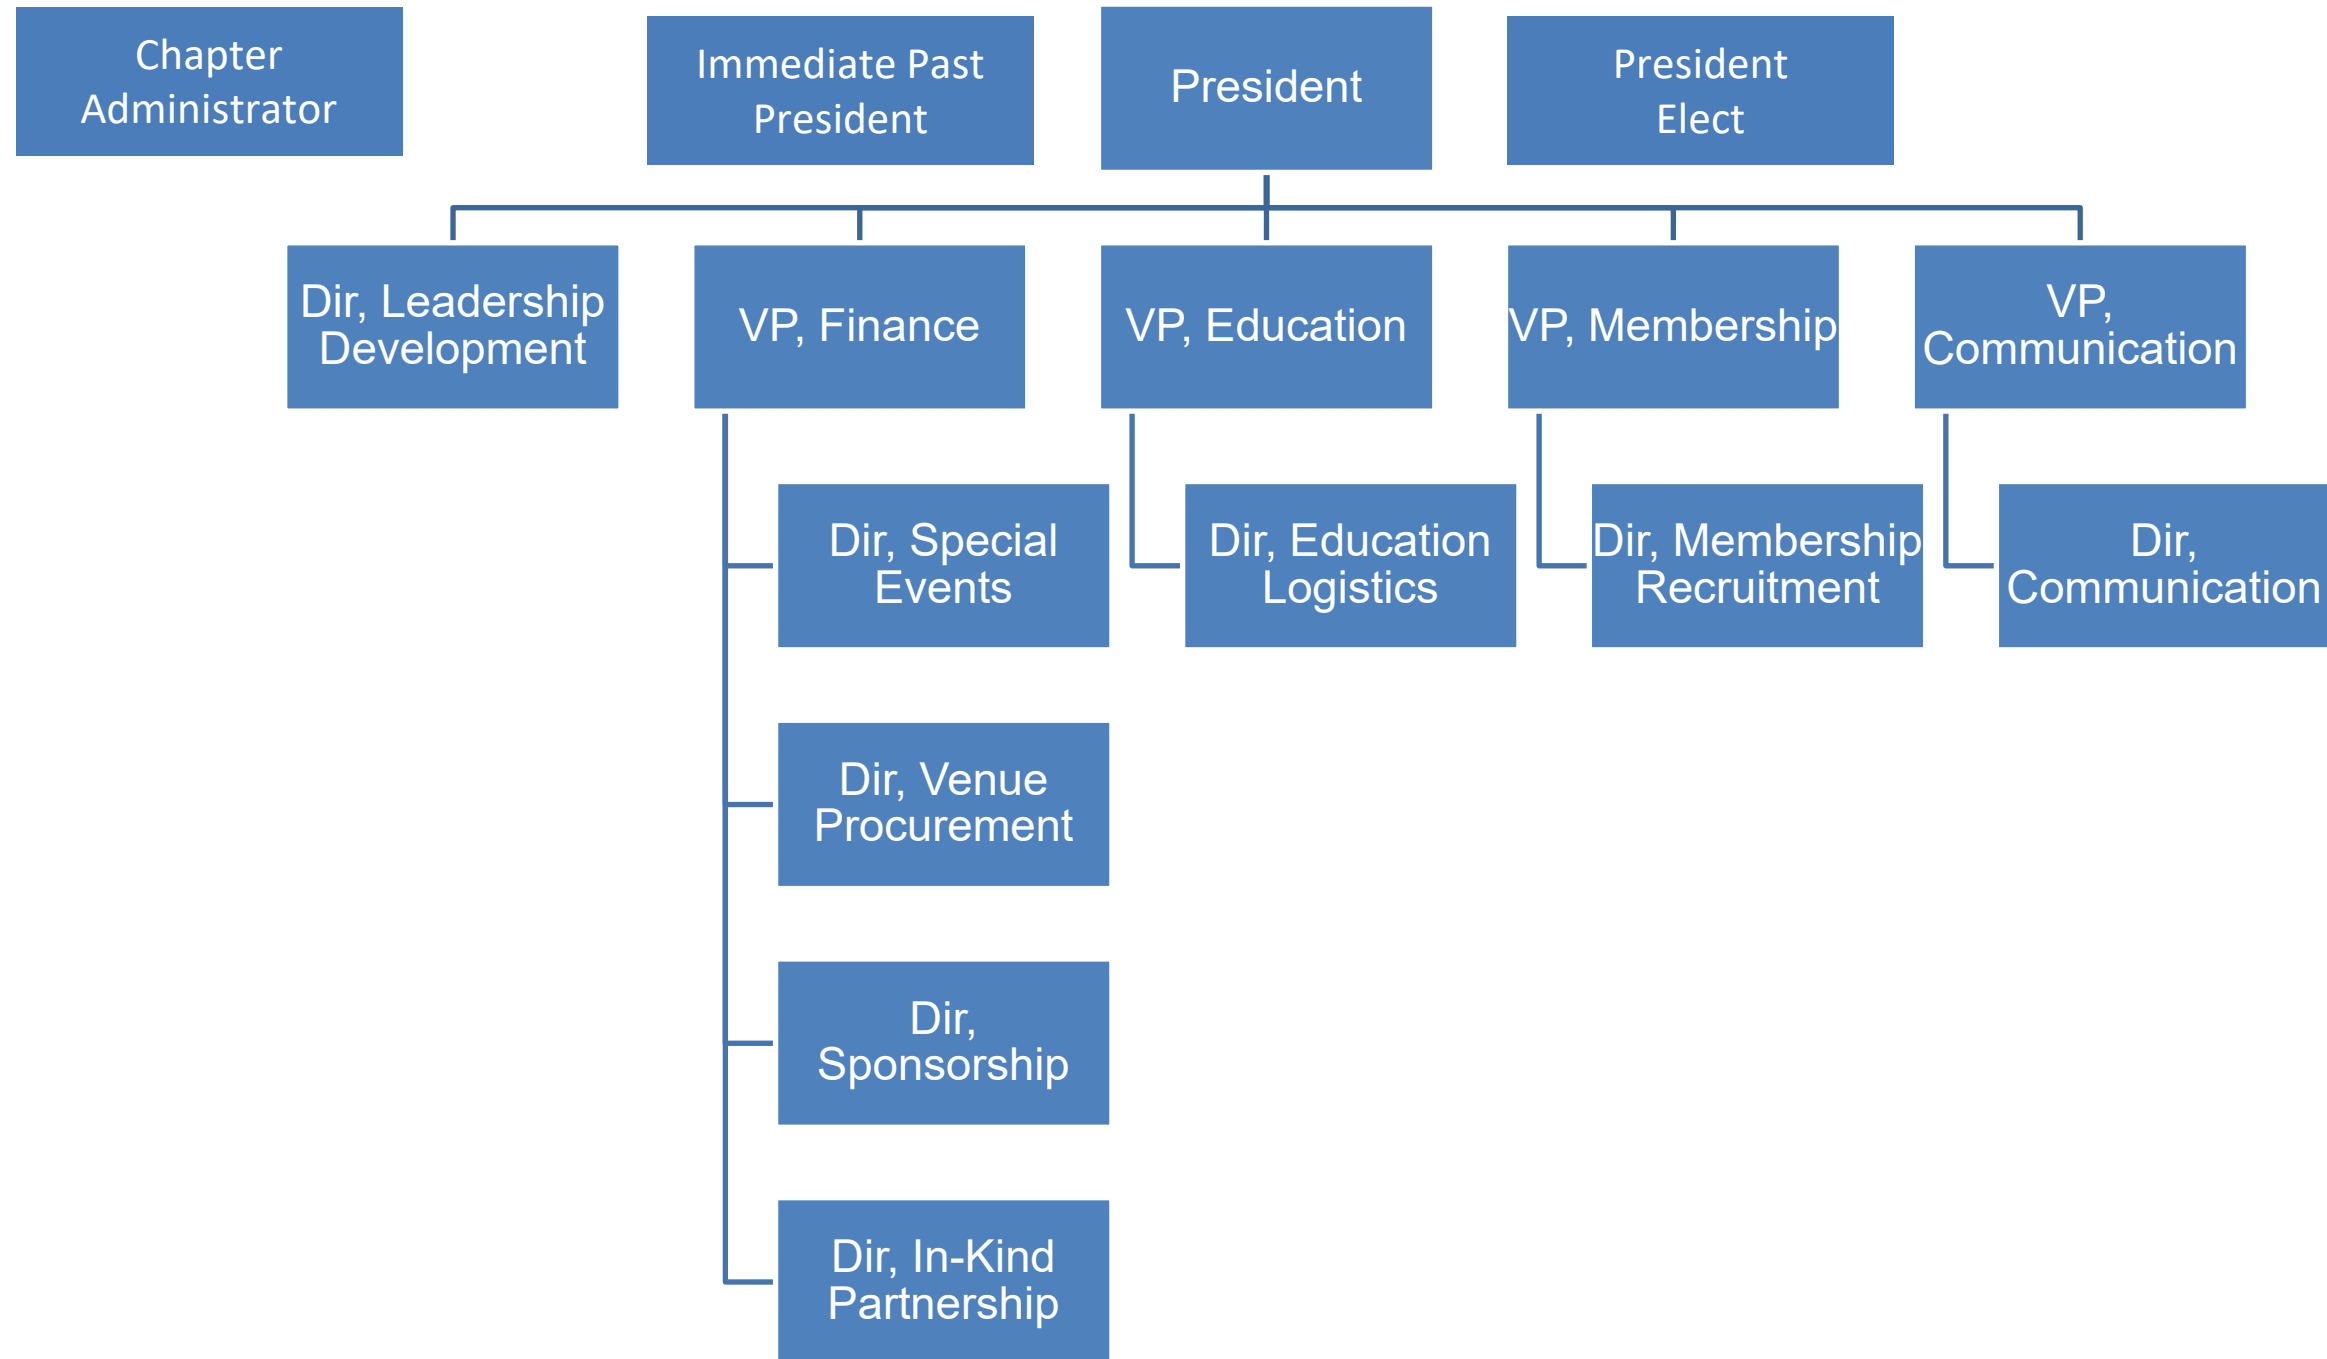 Chapter
Administrator
Immediate Past
President
President
President
Elect
Dir, Leadership
Development
VP, Finance
VP, Education
VP, Membership
VP,
Communication
Dir, Special
Events
Dir, Education
Logistics
Dir, Membership
Recruitment
Dir,
Communication
Dir, Venue
Procurement
Dir,
Sponsorship
Dir, In-Kind
Partnership